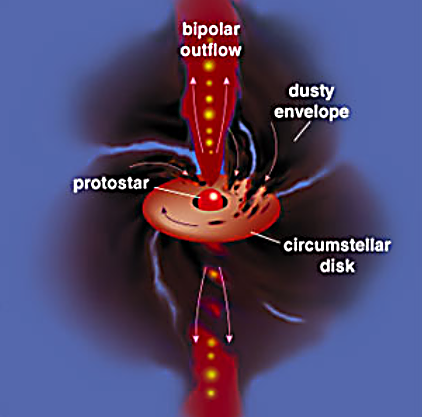 bipolar
outflow
dusty
envelope
protostar
circumstellar
disk